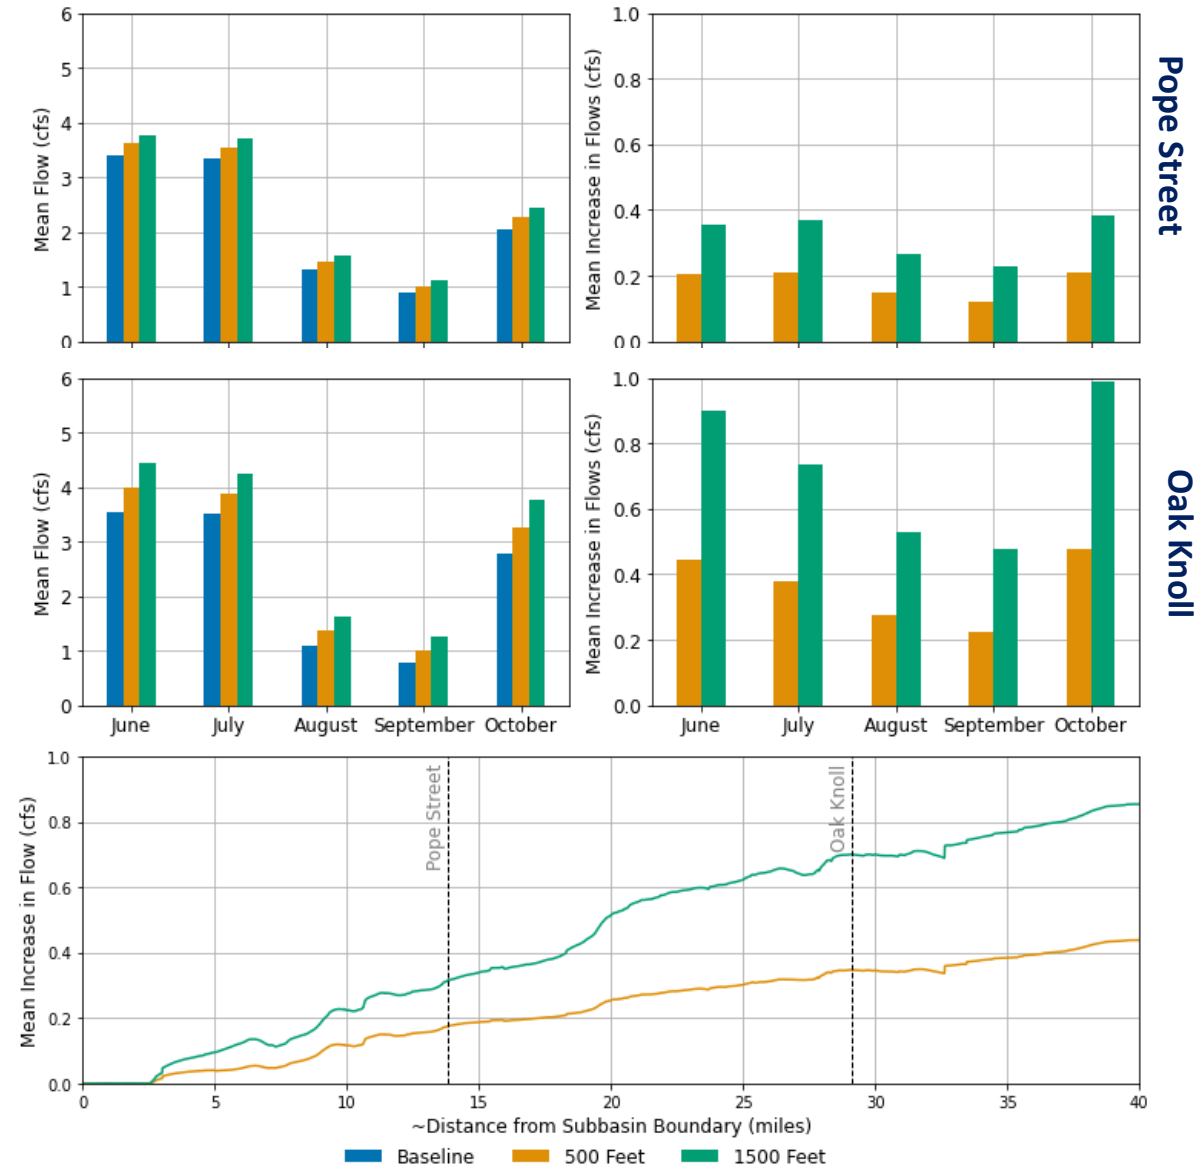 6
5
4
3
2
1
0
Mean Flow (cfs)
1.0
0.8
0.6
0.4
0.2
0.0
Mean Increase in Flows (cfs)
Pope Street
6
5
4
3
2
1
0
Mean Flow (cfs)
June July August September October
1.0
0.8
0.6
0.4
0.2
0.0
Mean Increase in Flows (cfs)
June July August September October
Oak Knoll
1.0
0.8
0.6
0.4
0.2
0.0
Mean Increase in Flow (cfs)
Pope Street
Oak Knoll
0 5 10 15 20 25 30 35 40
~Distance from Subbasin Boundary (miles)
Baseline 500 Feet 1500 Feet